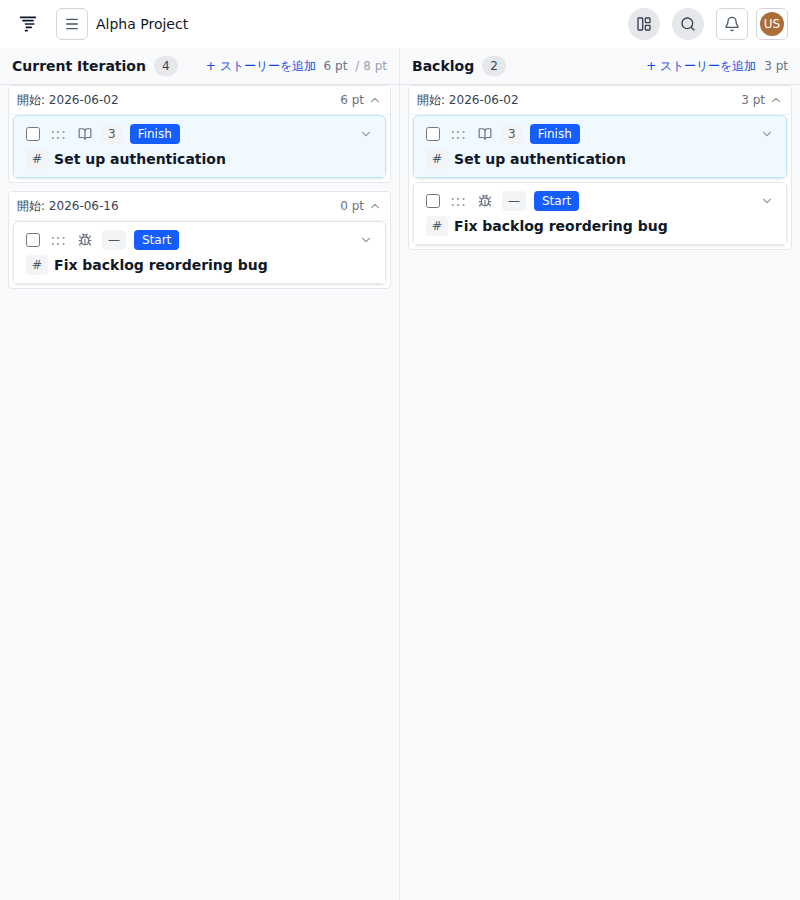 Alpha Project
US
Current Iteration 4 + ストーリーを追加 6 pt / 8 pt
開始: 2026-06-02 6 pt
3 Finish
# Set up authentication
開始: 2026-06-16 0 pt
— Start
# Fix backlog reordering bug
Backlog 2 + ストーリーを追加 3 pt
開始: 2026-06-02 3 pt
3 Finish
# Set up authentication
— Start
# Fix backlog reordering bug